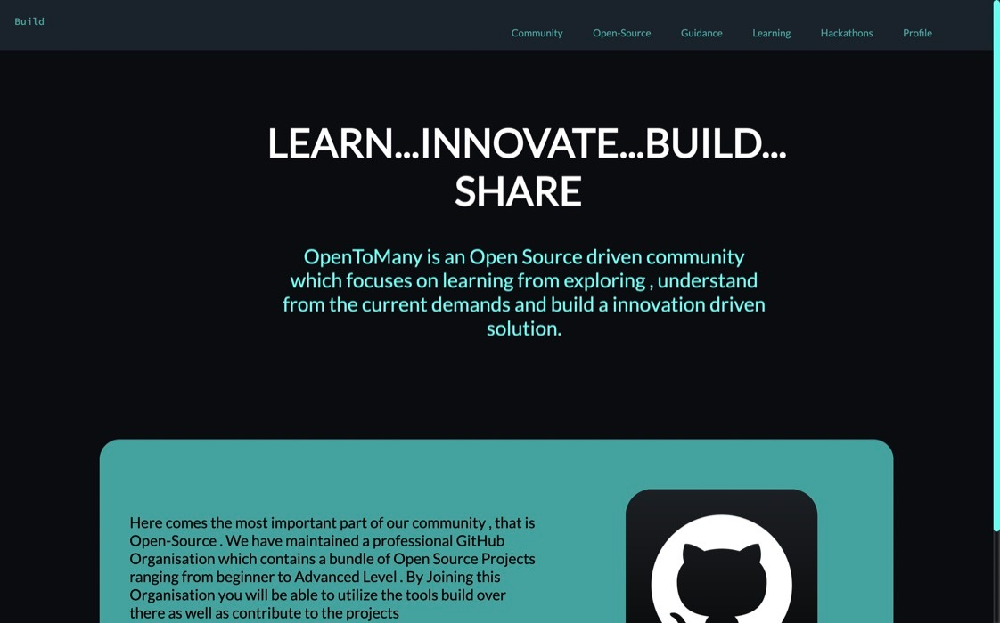 Build
Community Open-Source Guidance Learning Hackathons Profile
LEARN...INNOVATE...BUILD...
SHARE
OpenToMany is an Open Source driven community
which focuses on learning from exploring , understand
from the current demands and build a innovation driven
solution.
Here comes the most important part of our community , that is
Open-Source . We have maintained a professional GitHub
Organisation which contains a bundle of Open Source Projects
ranging from beginner to Advanced Level . By Joining this
Organisation you will be able to utilize the tools build over
there as well as contribute to the projects